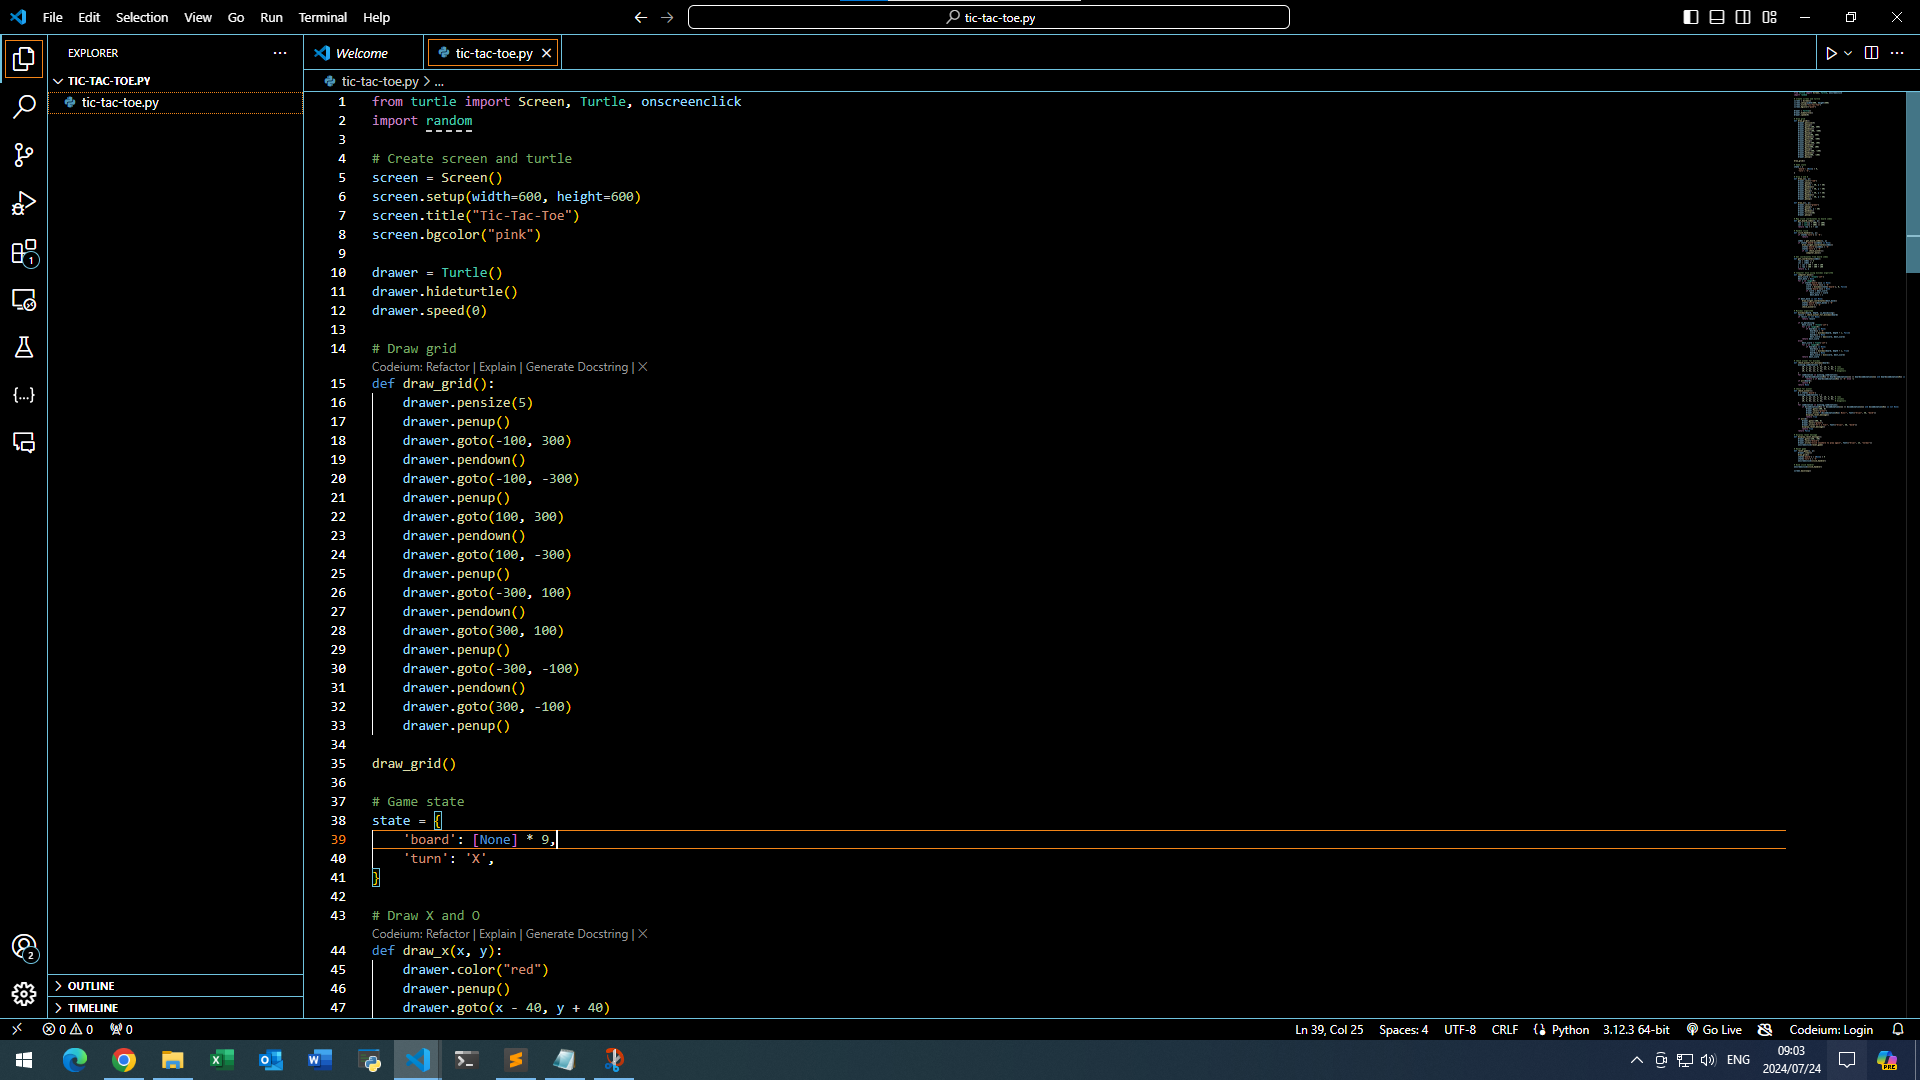 File Edit Selection View Go Run Terminal Help
tic-tac-toe.py
EXPLORER
TIC-TAC-TOE.PY
tic-tac-toe.py
Welcome
tic-tac-toe.py
tic-tac-toe.py > ...
1 from turtle import Screen, Turtle, onscreenclick
2 import random
3
4 # Create screen and turtle
5 screen = Screen()
6 screen.setup(width=600, height=600)
7 screen.title("Tic-Tac-Toe")
8 screen.bgcolor("pink")
9
10 drawer = Turtle()
11 drawer.hideturtle()
12 drawer.speed(0)
13
14 # Draw grid
Codeium: Refactor | Explain | Generate Docstring | X
15 def draw_grid():
16 drawer.pensize(5)
17 drawer.penup()
18 drawer.goto(-100, 300)
19 drawer.pendown()
20 drawer.goto(-100, -300)
21 drawer.penup()
22 drawer.goto(100, 300)
23 drawer.pendown()
24 drawer.goto(100, -300)
25 drawer.penup()
26 drawer.goto(-300, 100)
27 drawer.pendown()
28 drawer.goto(300, 100)
29 drawer.penup()
30 drawer.goto(-300, -100)
31 drawer.pendown()
32 drawer.goto(300, -100)
33 drawer.penup()
34
35 draw_grid()
36
37 # Game state
38 state = {
39 'board': [None] * 9,
40 'turn': 'X',
41 }
42
43 # Draw X and O
Codeium: Refactor | Explain | Generate Docstring | X
44 def draw_x(x, y):
45 drawer.color("red")
46 drawer.penup()
47 drawer.goto(x - 40, y + 40)
1
2
OUTLINE
TIMELINE
0 0 0
Ln 39, Col 25 Spaces: 4 UTF-8 CRLF Python 3.12.3 64-bit Go Live Codeium: Login
ENG
09:03
2024/07/24